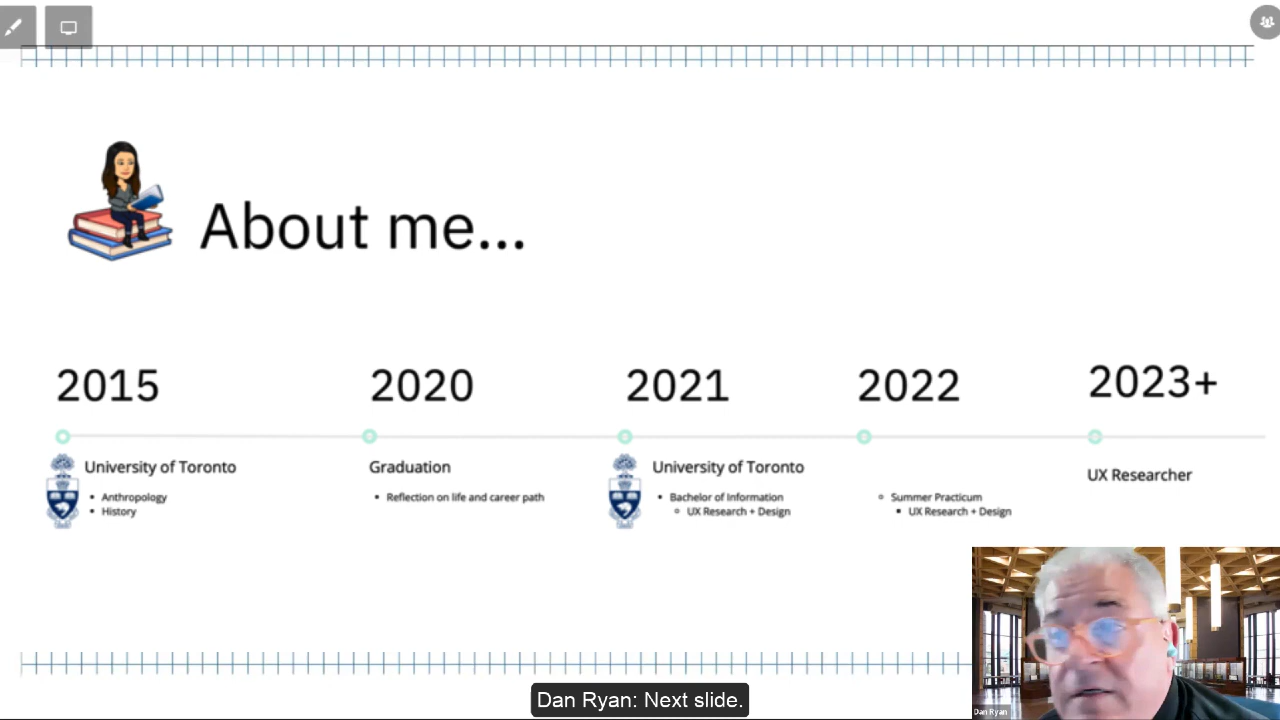 About me...
2015
2020
2021
2022
2023+
University of Toronto
• Anthropology
• History
Graduation
• Reflection on life and career path
University of Toronto
• Bachelor of Information
○ UX Research + Design
○ Summer Practicum
▪ UX Research + Design
UX Researcher
Dan Ryan
Dan Ryan: Next slide.